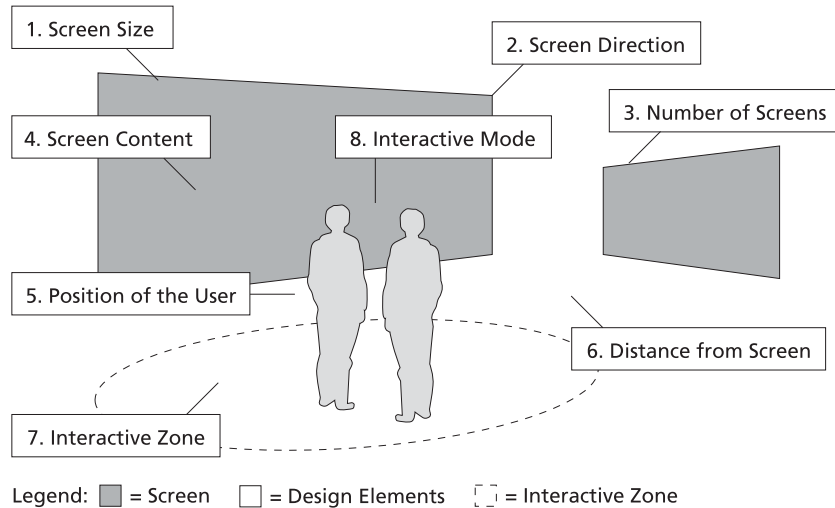 1. Screen Size
2. Screen Direction
3. Number of Screens
4. Screen Content
8. Interactive Mode
5. Position of the User
6. Distance from Screen
7. Interactive Zone
Legend: = Screen = Design Elements = Interactive Zone